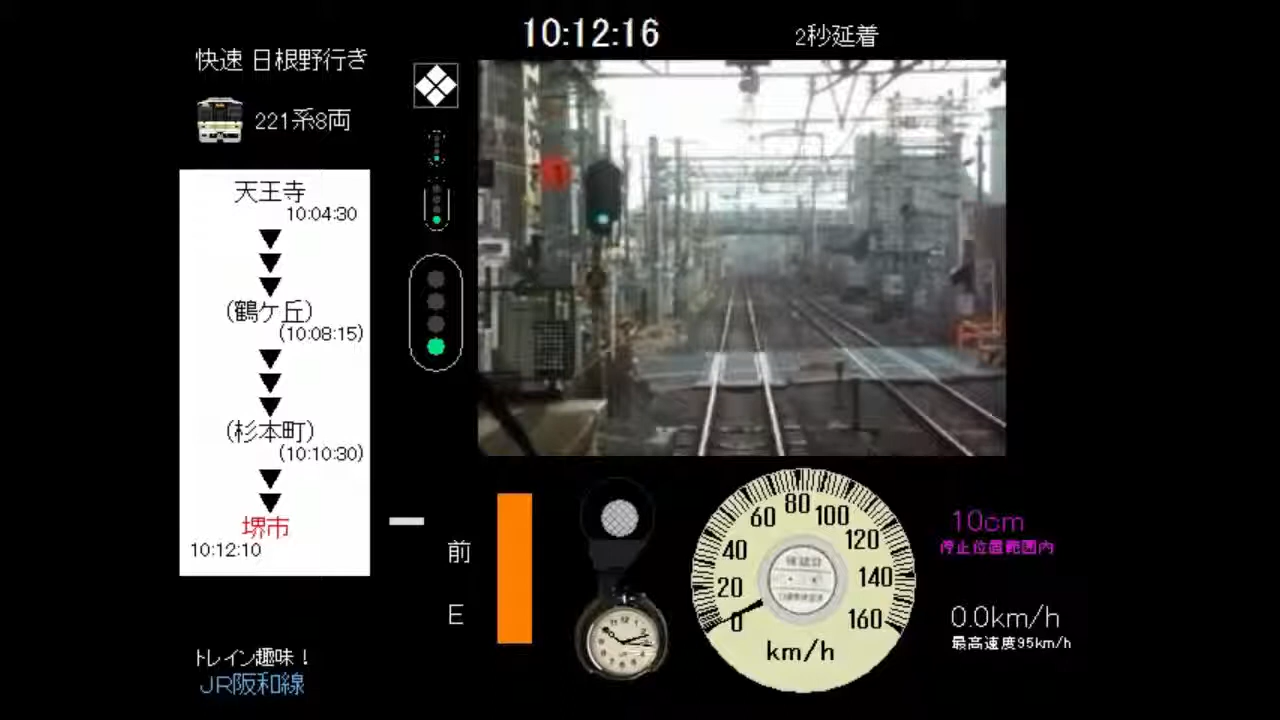 10:12:16
2秒延着
快速 日根野行き
221系8両
天王寺
10:04:30
(鶴ケ丘)
(10:08:15)
(杉本町)
(10:10:30)
堺市
10:12:10
前
E
0 20 40 60 80 100 120 140 160
km/h
10cm
停止位置範囲内
0.0km/h
最高速度95km/h
トレイン趣味!
JR阪和線